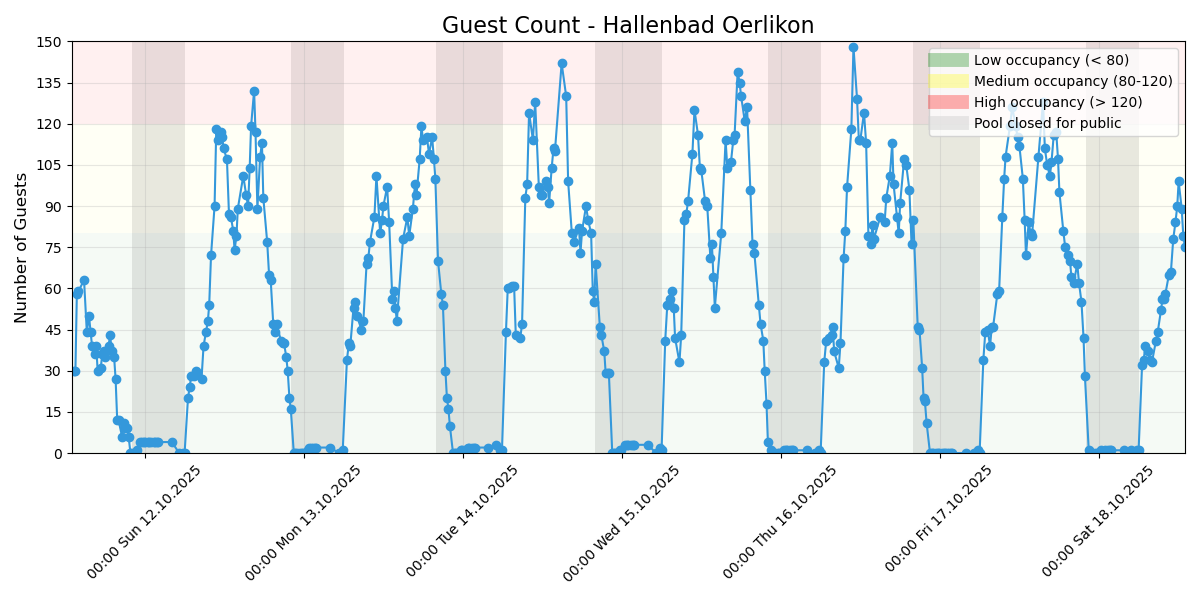 Guest Count - Hallenbad Oerlikon
Number of Guests
150
135
120
105
90
75
60
45
30
15
0
Low occupancy (< 80)
Medium occupancy (80-120)
High occupancy (> 120)
Pool closed for public
00:00 Sun 12.10.2025
00:00 Mon 13.10.2025
00:00 Tue 14.10.2025
00:00 Wed 15.10.2025
00:00 Thu 16.10.2025
00:00 Fri 17.10.2025
00:00 Sat 18.10.2025